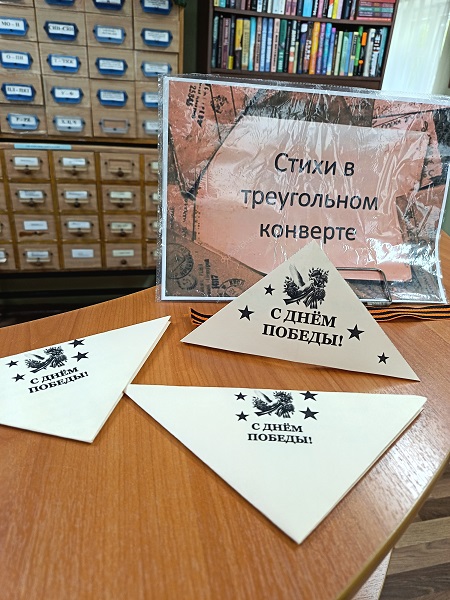 Стихи в
треугольном
конверте
С ДНЁМ
ПОБЕДЫ!
С ДНЁМ
ПОБЕДЫ!
С ДНЁМ
ПОБЕДЫ!